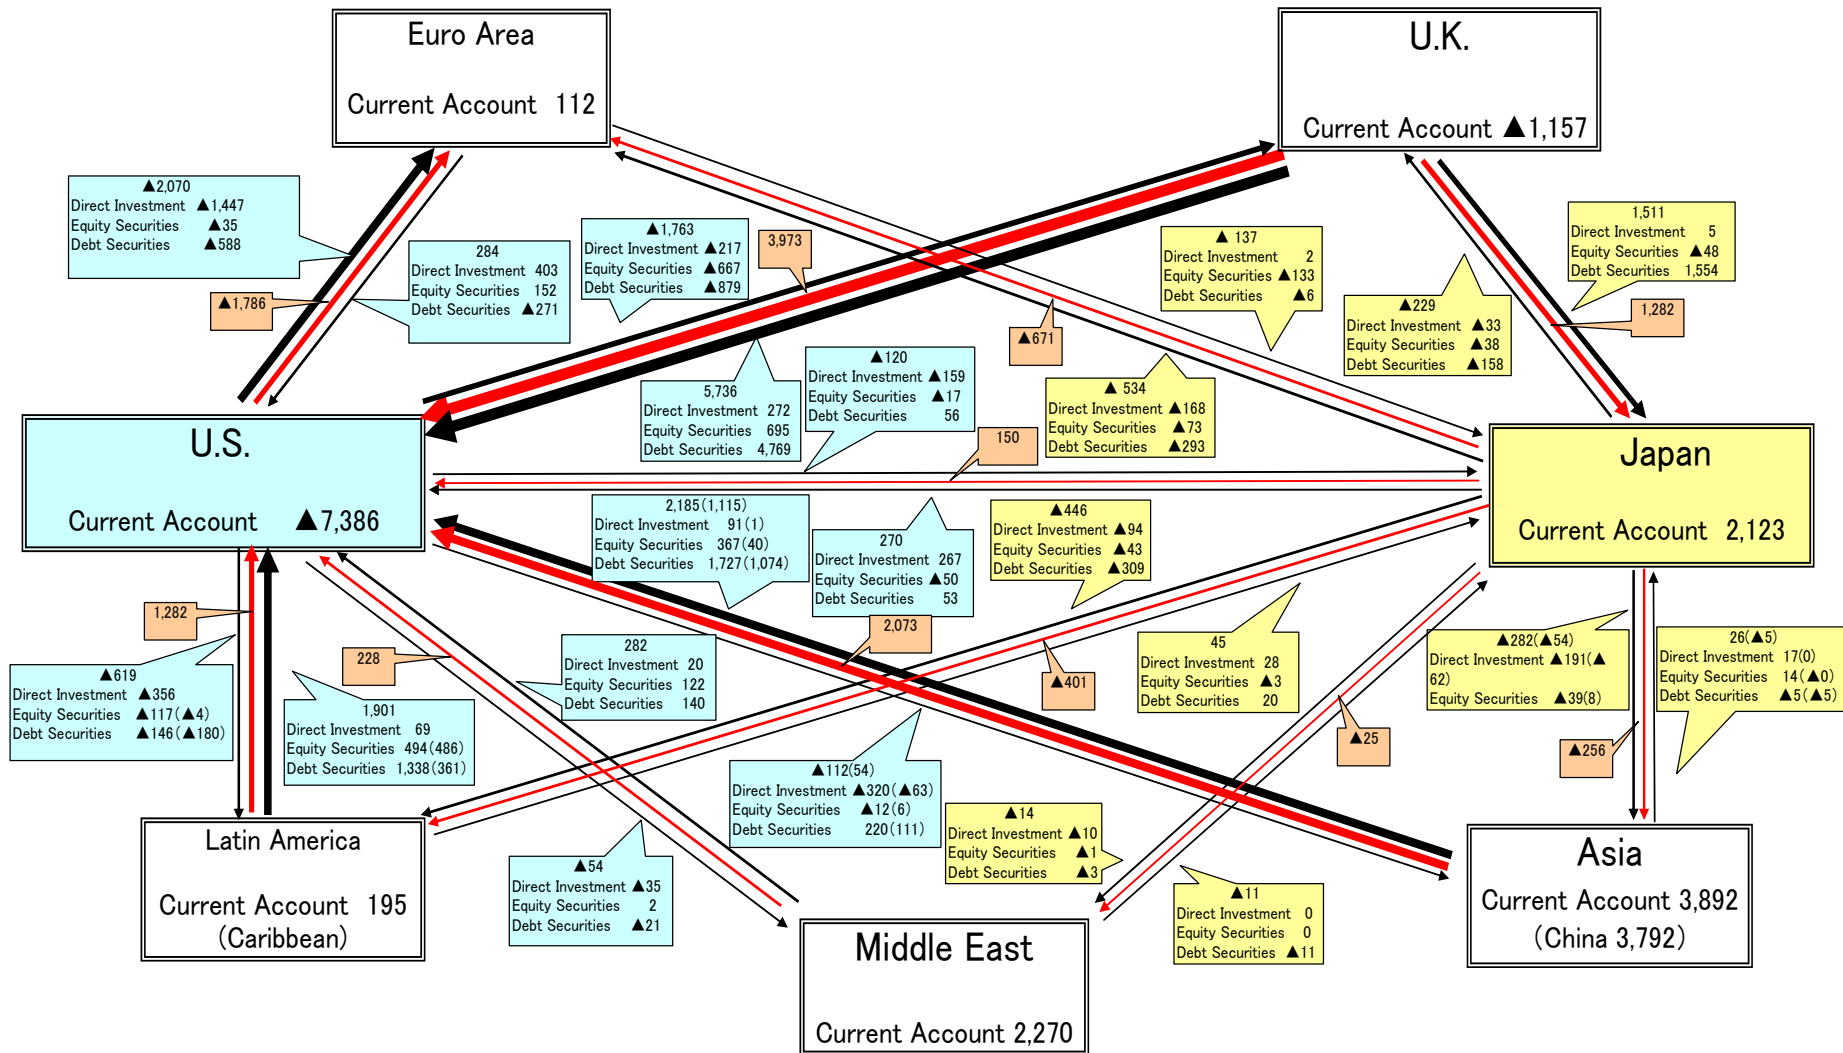 Euro Area
Current Account 112
U.K.
Current Account ▲1,157
▲2,070
Direct Investment ▲1,447
Equity Securities ▲35
Debt Securities ▲588
284
Direct Investment 403
Equity Securities 152
Debt Securities ▲271
▲1,786
▲1,763
Direct Investment ▲217
Equity Securities ▲667
Debt Securities ▲879
3,973
▲ 137
Direct Investment 2
Equity Securities ▲133
Debt Securities ▲6
1,511
Direct Investment 5
Equity Securities ▲48
Debt Securities 1,554
▲229
Direct Investment ▲33
Equity Securities ▲38
Debt Securities ▲158
1,282
▲671
5,736
Direct Investment 272
Equity Securities 695
Debt Securities 4,769
▲120
Direct Investment ▲159
Equity Securities ▲17
Debt Securities 56
▲ 534
Direct Investment ▲168
Equity Securities ▲73
Debt Securities ▲293
150
U.S.
Current Account ▲7,386
Japan
Current Account 2,123
2,185(1,115)
Direct Investment 91(1)
Equity Securities 367(40)
Debt Securities 1,727(1,074)
270
Direct Investment 267
Equity Securities ▲50
Debt Securities 53
▲446
Direct Investment ▲94
Equity Securities ▲43
Debt Securities ▲309
1,282
228
2,073
▲619
Direct Investment ▲356
Equity Securities ▲117(▲4)
Debt Securities ▲146(▲180)
1,901
Direct Investment 69
Equity Securities 494(486)
Debt Securities 1,338(361)
282
Direct Investment 20
Equity Securities 122
Debt Securities 140
▲401
45
Direct Investment 28
Equity Securities ▲3
Debt Securities 20
▲25
▲282(▲54)
Direct Investment ▲191(▲
62)
Equity Securities ▲39(8)
26(▲5)
Direct Investment 17(0)
Equity Securities 14(▲0)
Debt Securities ▲5(▲5)
▲256
▲112(54)
Direct Investment ▲320(▲63)
Equity Securities ▲12(6)
Debt Securities 220(111)
▲14
Direct Investment ▲10
Equity Securities ▲1
Debt Securities ▲3
▲54
Direct Investment ▲35
Equity Securities 2
Debt Securities ▲21
▲11
Direct Investment 0
Equity Securities 0
Debt Securities ▲11
Latin America
Current Account 195
(Caribbean)
Middle East
Current Account 2,270
Asia
Current Account 3,892
(China 3,792)